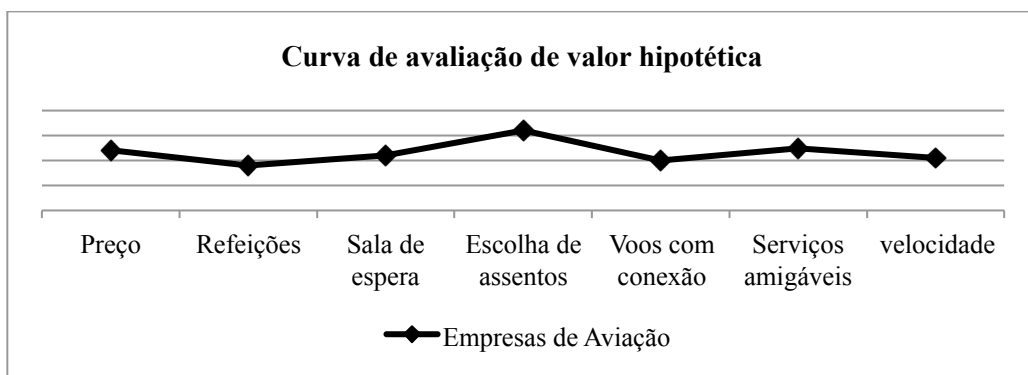 Curva de avaliação de valor hipotética
Preço
Refeições
Sala de
espera
Escolha de
assentos
Voos com
conexão
Serviços
amigáveis
velocidade
Empresas de Aviação